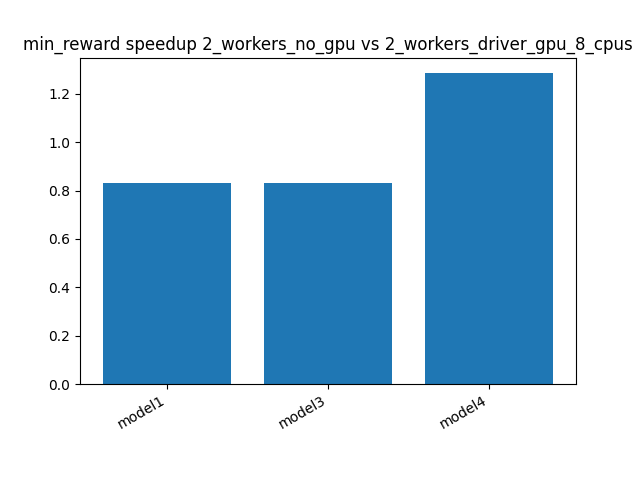 min_reward speedup 2_workers_no_gpu vs 2_workers_driver_gpu_8_cpus
1.2
1.0
0.8
0.6
0.4
0.2
0.0
model1
model3
model4